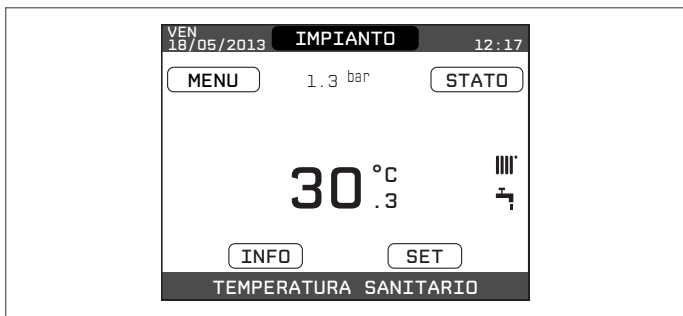 VEN
18/05/2013 IMPIANTO 12:17
MENU 1.3 bar STATO
30.3 °C
INFO SET
TEMPERATURA SANITARIO